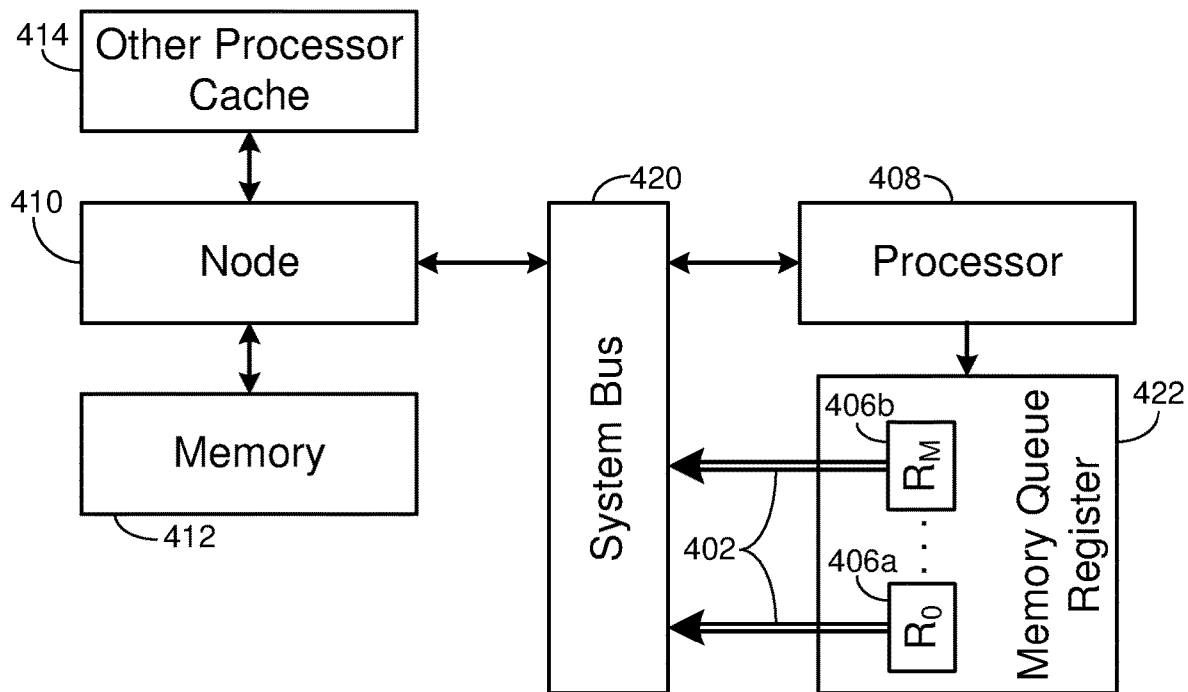 414
Other Processor
Cache
410
Node
420
408
Processor
System Bus
Memory
412
402
406b
R_M
. . .
406a
R_0
Memory Queue
Register
422